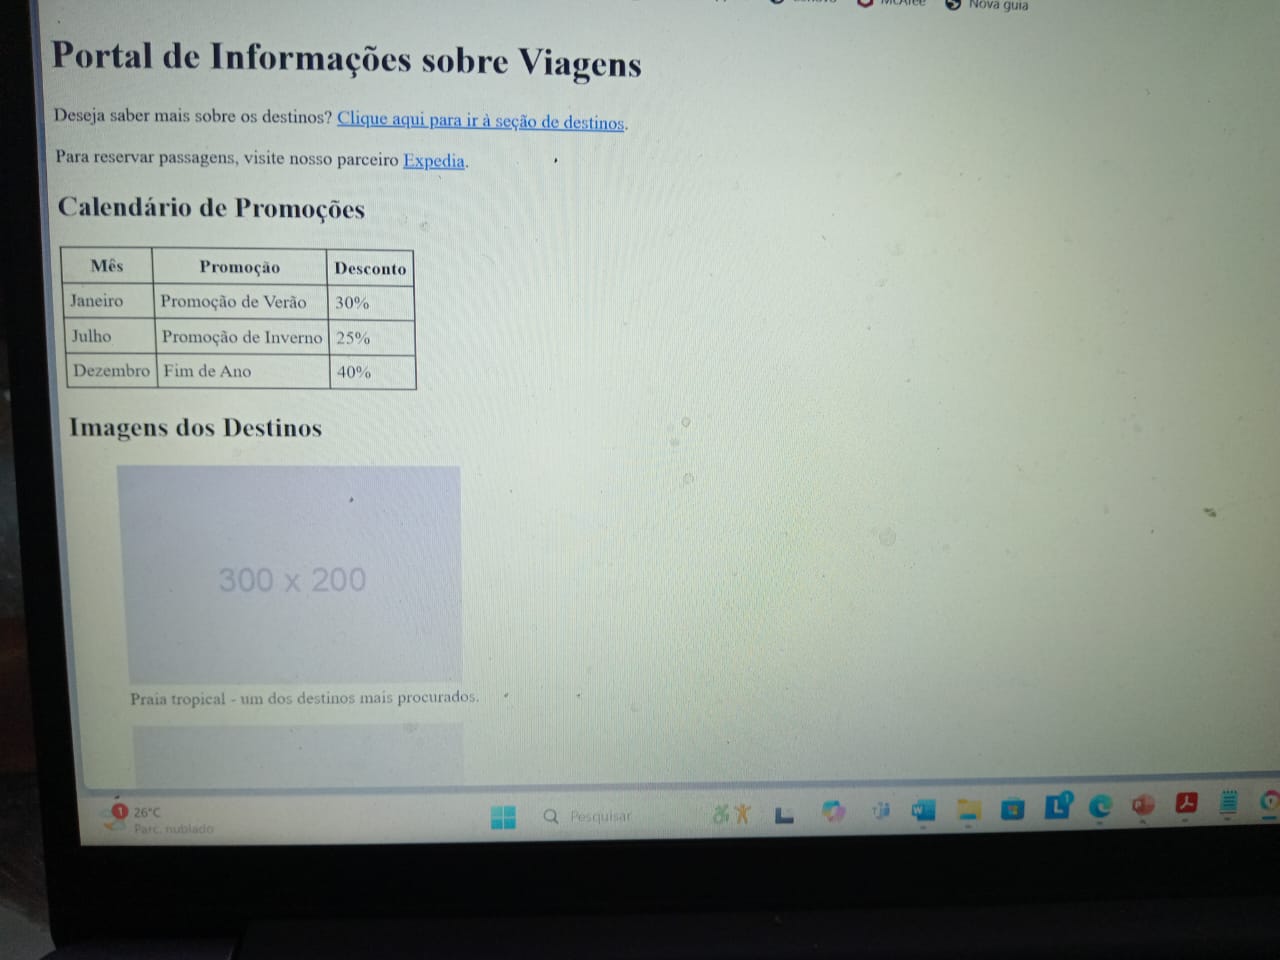 McAfee
Nova guia
Portal de Informações sobre Viagens
Deseja saber mais sobre os destinos? Clique aqui para ir à seção de destinos.
Para reservar passagens, visite nosso parceiro Expedia.
Calendário de Promoções
Mês Promoção Desconto
Janeiro Promoção de Verão 30%
Julho Promoção de Inverno 25%
Dezembro Fim de Ano 40%
Imagens dos Destinos
300 x 200
Praia tropical - um dos destinos mais procurados.
1
26°C
Parc. nublado
Pesquisar